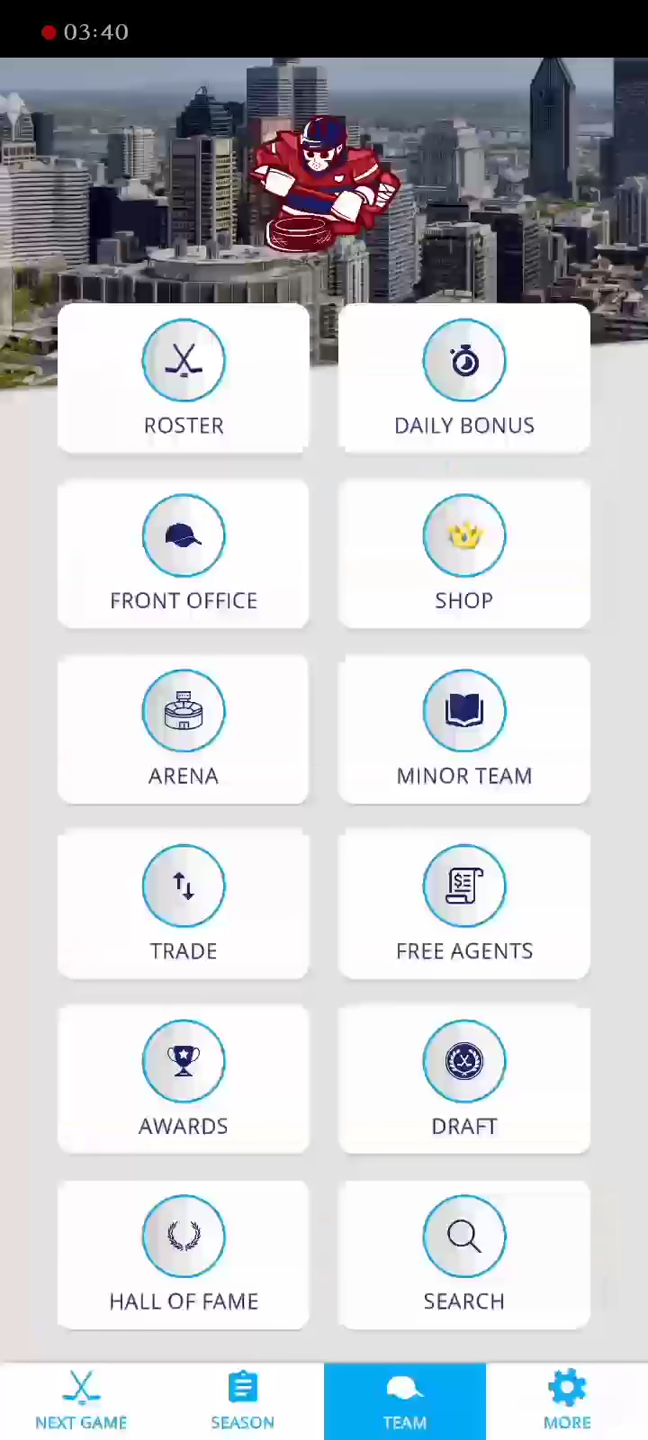 03:40
ROSTER
DAILY BONUS
FRONT OFFICE
SHOP
ARENA
MINOR TEAM
TRADE
FREE AGENTS
AWARDS
DRAFT
HALL OF FAME
SEARCH
NEXT GAME
SEASON
TEAM
MORE